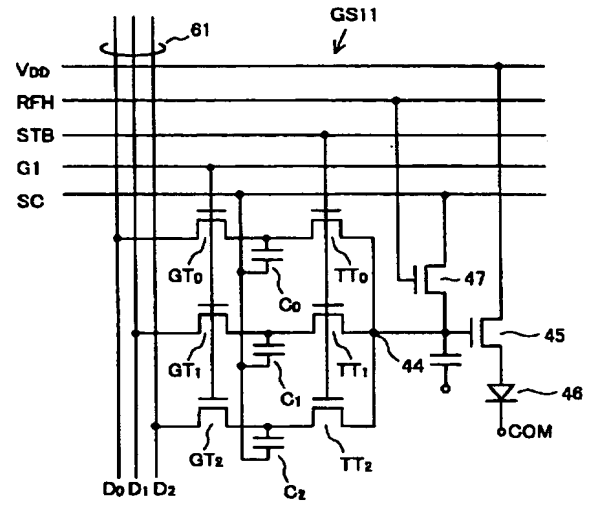 61
GS11
VDD
RFH
STB
G1
SC
GT0
C0
TT0
47
GT1
C1
TT1
44
45
GT2
C2
TT2
46
COM
D0 D1 D2